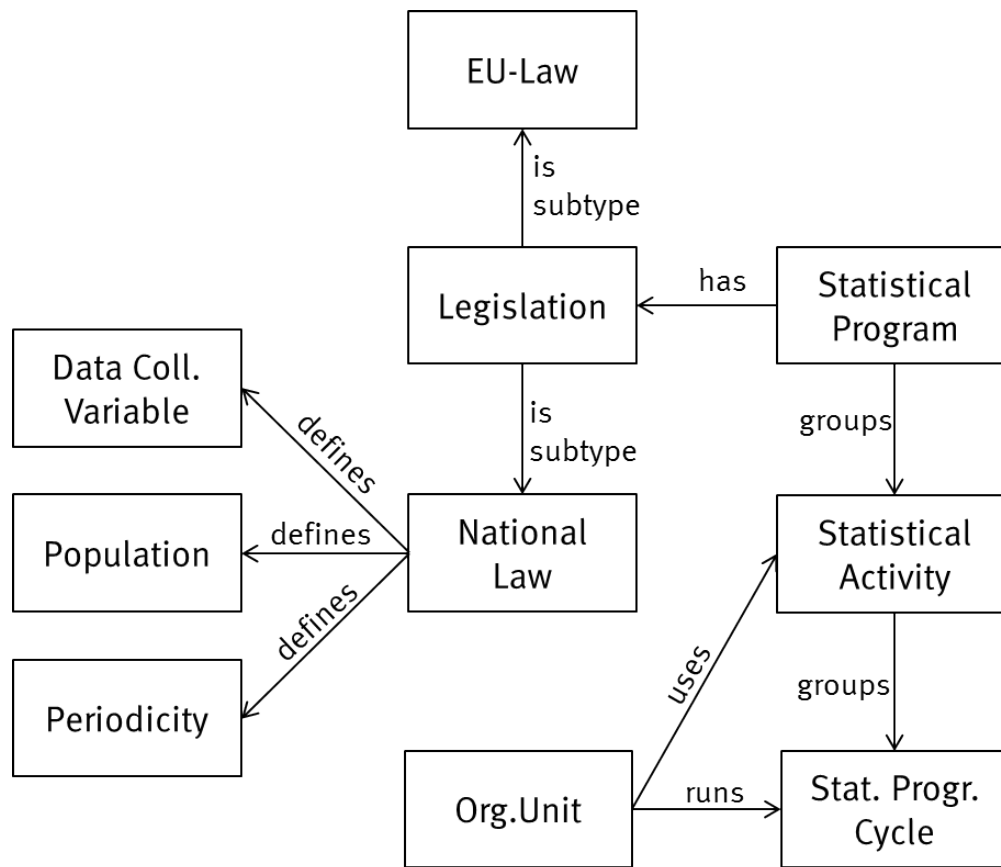 EU-Law
is
subtype
Legislation
has
Statistical
Program
is
subtype
groups
Data Coll.
Variable
defines
Population
defines
National
Law
Statistical
Activity
defines
Periodicity
uses
groups
Org.Unit
runs
Stat. Progr.
Cycle